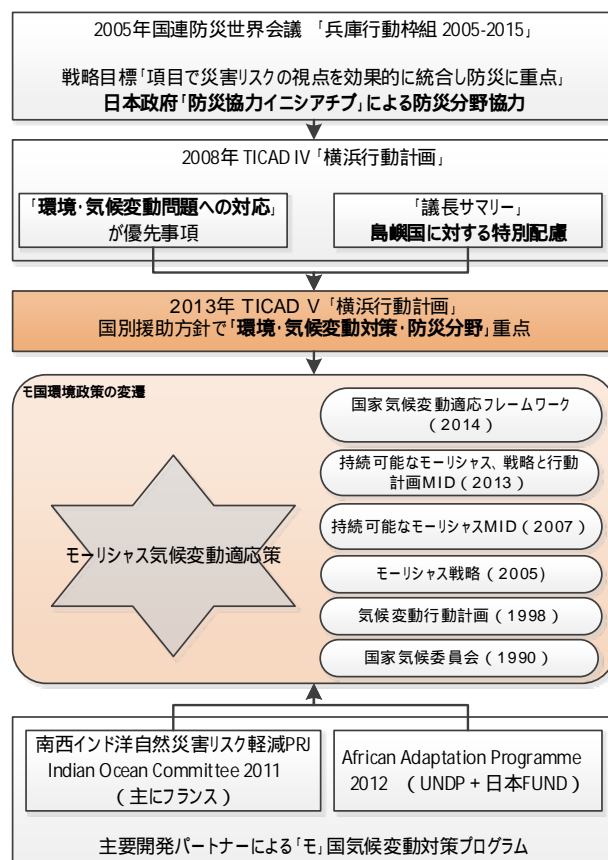 2005年国連防災世界会議 「兵庫行動枠組 2005-2015」
戦略目標「項目で災害リスクの視点を効果的に統合し防災に重点」
日本政府「防災協力イニシアチブ」による防災分野協力
2008年 TICAD IV 「横浜行動計画」
「環境・気候変動問題への対応」
が優先事項
「議長サマリー」
島嶼国に対する特別配慮
2013年 TICAD V 「横浜行動計画」
国別援助方針で「環境・気候変動対策・防災分野」重点
モ国環境政策の変遷
モーリシャス気候変動適応策
国家気候変動適応フレームワーク
(2014)
持続可能なモーリシャス、戦略と行動
計画MID(2013)
持続可能なモーリシャスMID(2007)
モーリシャス戦略(2005)
気候変動行動計画(1998)
国家気候委員会(1990)
南西インド洋自然災害リスク軽減PRJ
Indian Ocean Committee 2011
(主にフランス)
African Adaptation Programme
2012 (UNDP + 日本FUND)
主要開発パートナーによる「モ」国気候変動対策プログラム